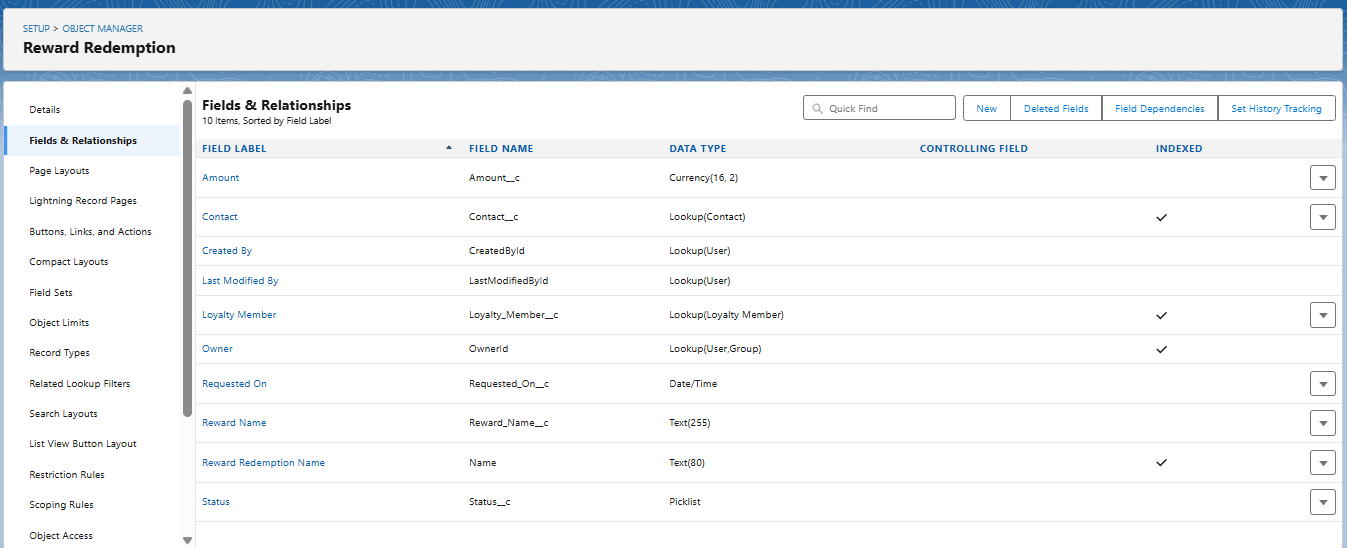 SETUP > OBJECT MANAGER
Reward Redemption
Details
Fields & Relationships
Page Layouts
Lightning Record Pages
Buttons, Links, and Actions
Compact Layouts
Field Sets
Object Limits
Record Types
Related Lookup Filters
Search Layouts
List View Button Layout
Restriction Rules
Scoping Rules
Object Access
Fields & Relationships
10 Items, Sorted by Field Label
Quick Find New Deleted Fields Field Dependencies Set History Tracking
FIELD LABEL FIELD NAME DATA TYPE CONTROLLING FIELD INDEXED
Amount Amount__c Currency(16, 2)
Contact Contact__c Lookup(Contact)
Created By CreatedById Lookup(User)
Last Modified By LastModifiedById Lookup(User)
Loyalty Member Loyalty_Member__c Lookup(Loyalty Member)
Owner OwnerId Lookup(User,Group)
Requested On Requested_On__c Date/Time
Reward Name Reward_Name__c Text(255)
Reward Redemption Name Name Text(80)
Status Status__c Picklist